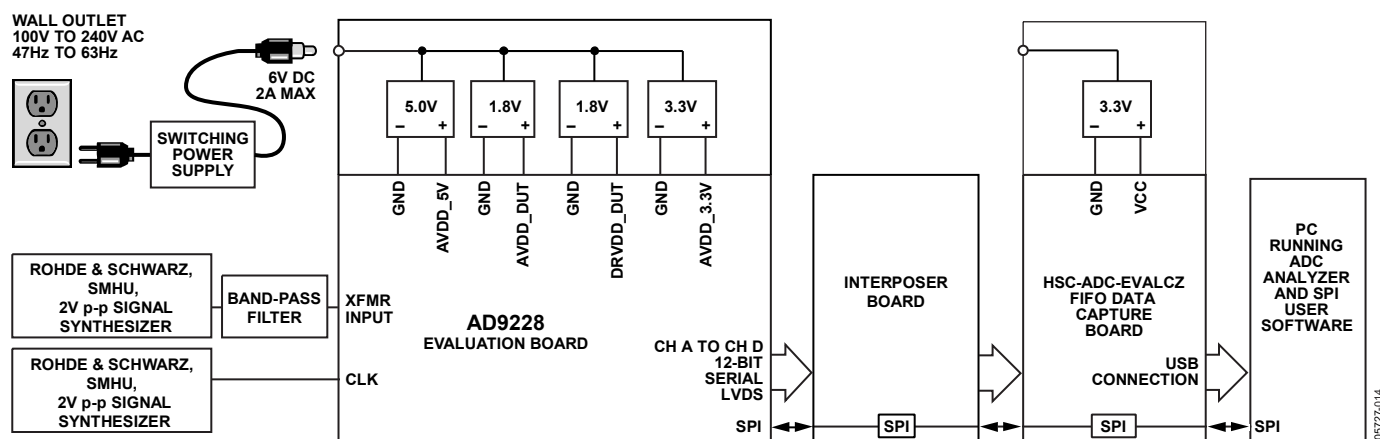 WALL OUTLET
100V TO 240V AC
47Hz TO 63Hz
6V DC
2A MAX
SWITCHING
POWER
SUPPLY
5.0V
– +
1.8V
– +
1.8V
– +
3.3V
– +
GND
AVDD_5V
GND
AVDD_DUT
GND
DRVDD_DUT
GND
AVDD_3.3V
3.3V
– +
GND
VCC
ROHDE & SCHWARZ,
SMHU,
2V p-p SIGNAL
SYNTHESIZER
BAND-PASS
FILTER
XFMR
INPUT
ROHDE & SCHWARZ,
SMHU,
2V p-p SIGNAL
SYNTHESIZER
CLK
AD9228
EVALUATION BOARD
CH A TO CH D
12-BIT
SERIAL
LVDS
SPI
INTERPOSER
BOARD
SPI
HSC-ADC-EVALCZ
FIFO DATA
CAPTURE
BOARD
USB
CONNECTION
SPI
PC
RUNNING
ADC
ANALYZER
AND SPI
USER
SOFTWARE
SPI
05727-014